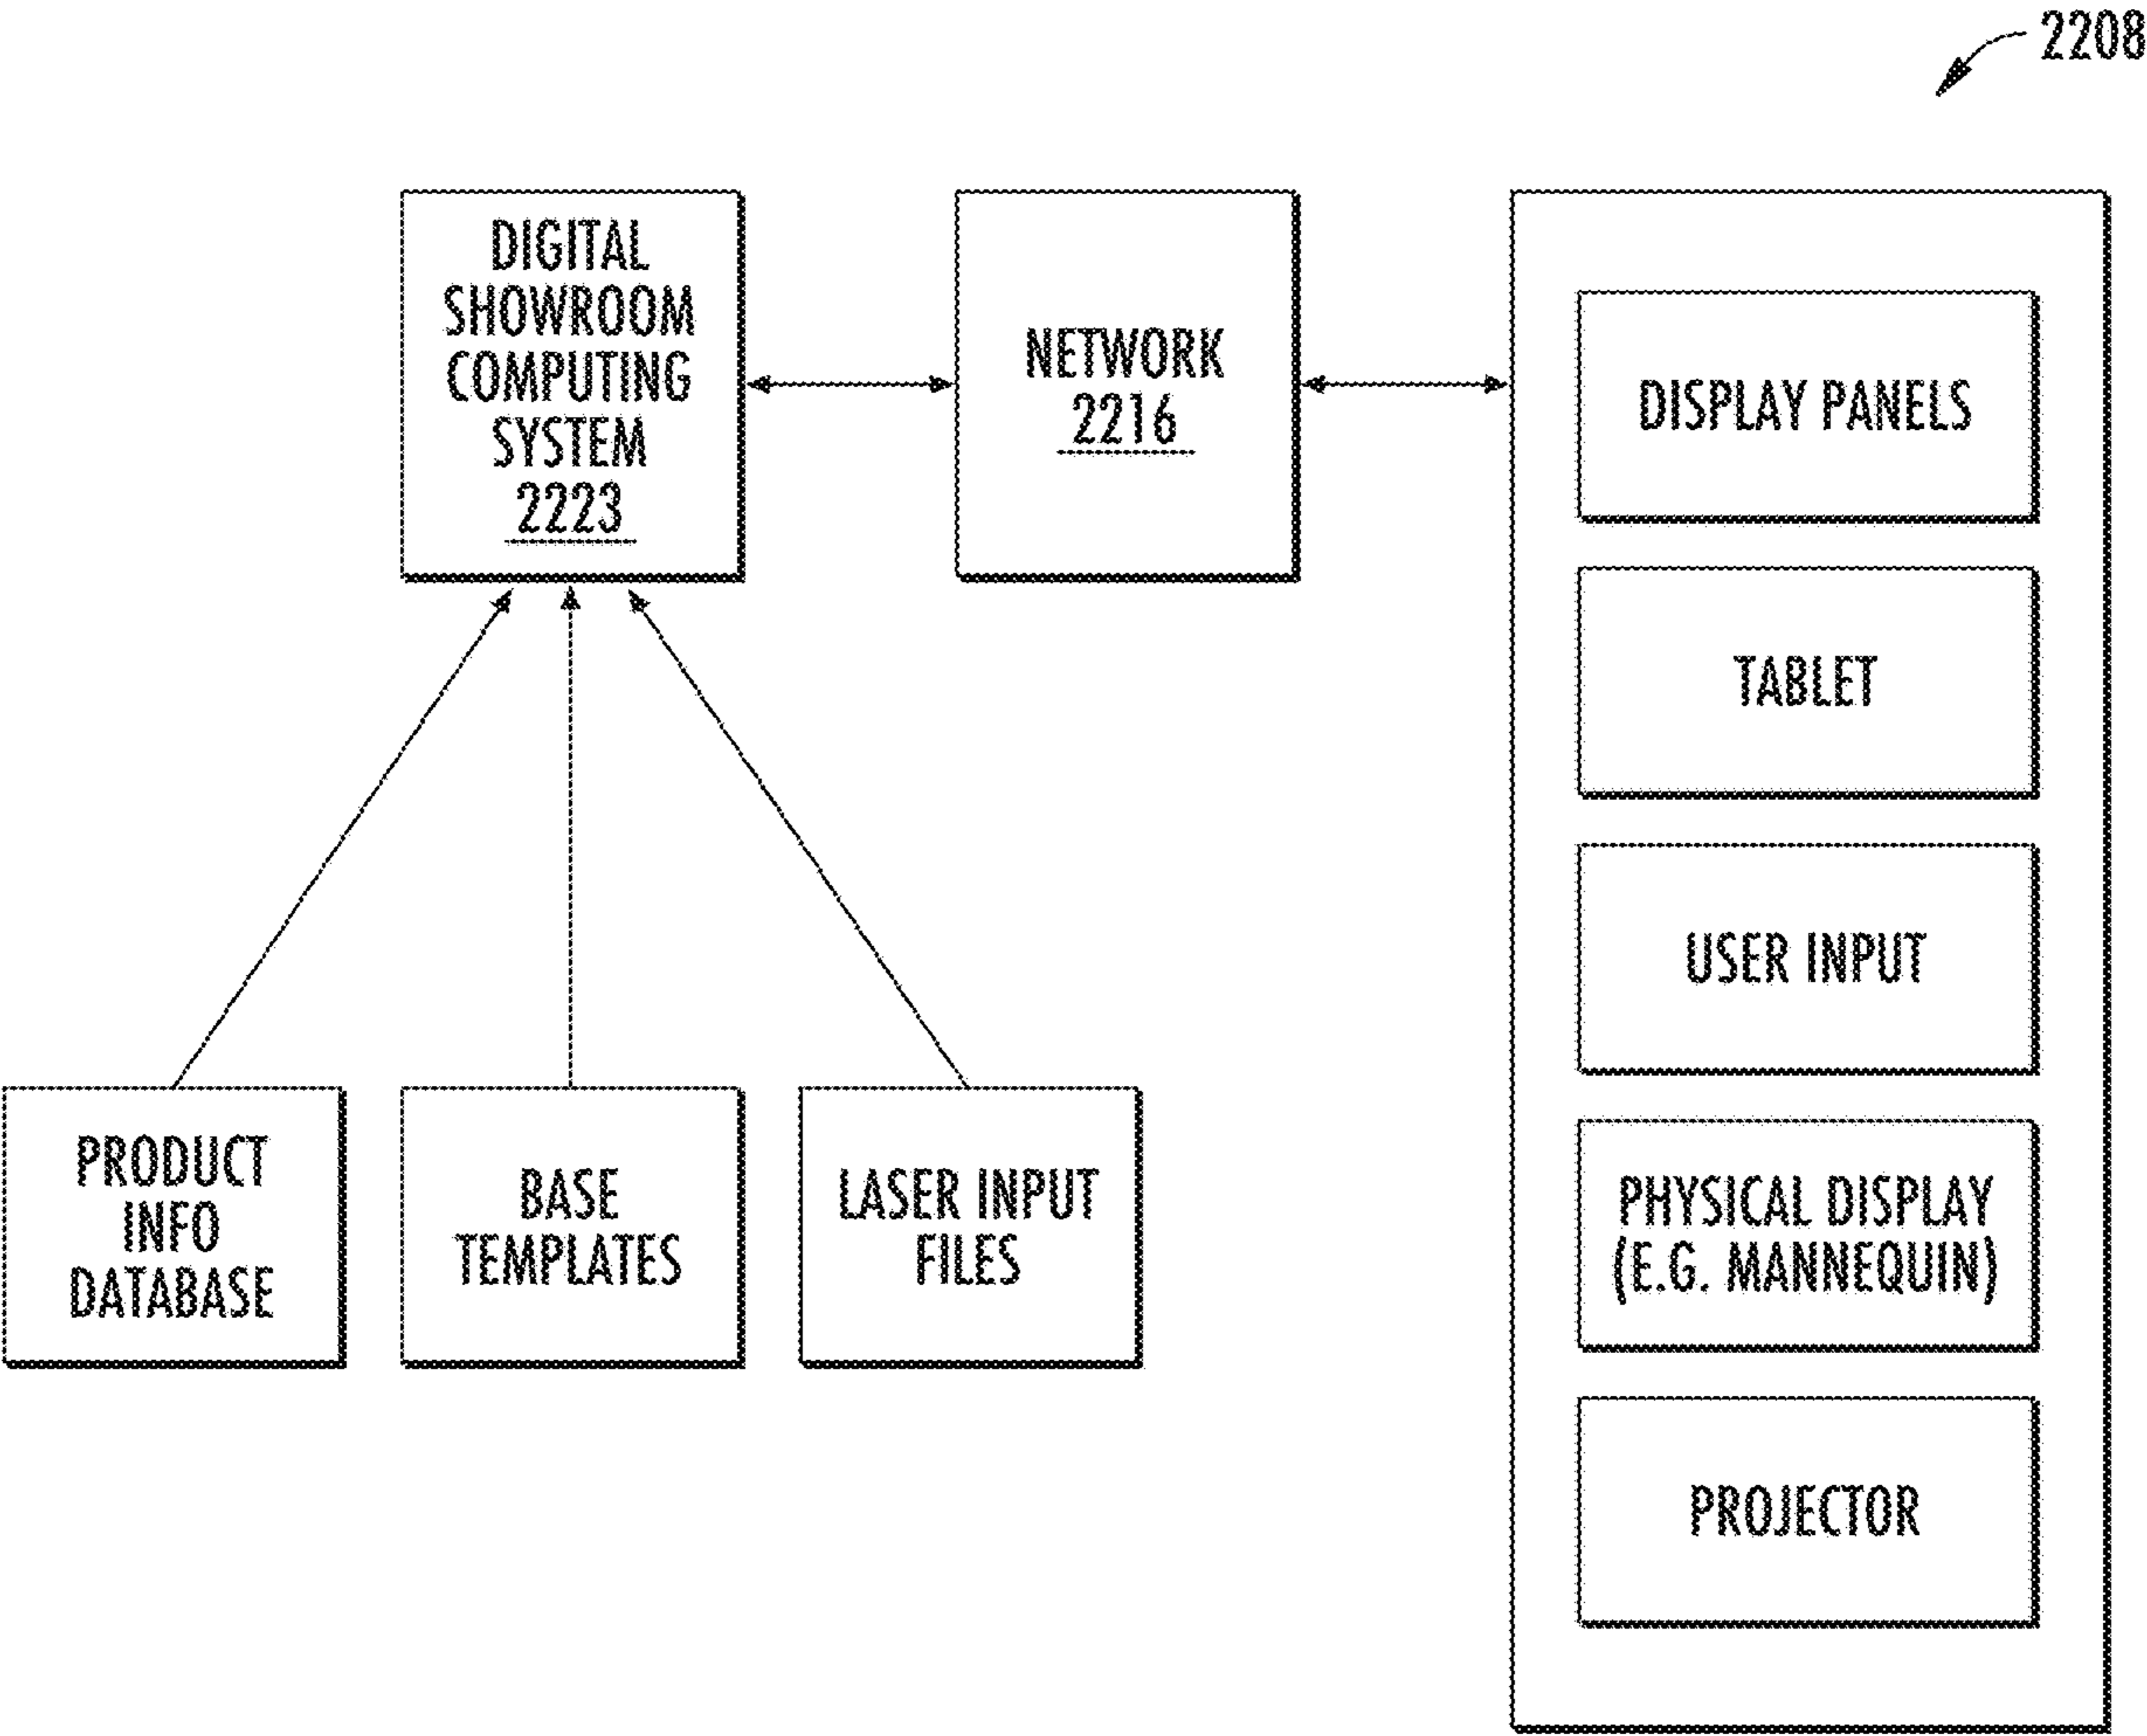 2208
DIGITAL
SHOWROOM
COMPUTING
SYSTEM
2223
NETWORK
2216
DISPLAY PANELS
TABLET
USER INPUT
PHYSICAL DISPLAY
(E.G. MANNEQUIN)
PROJECTOR
PRODUCT
INFO
DATABASE
BASE
TEMPLATES
LASER INPUT
FILES